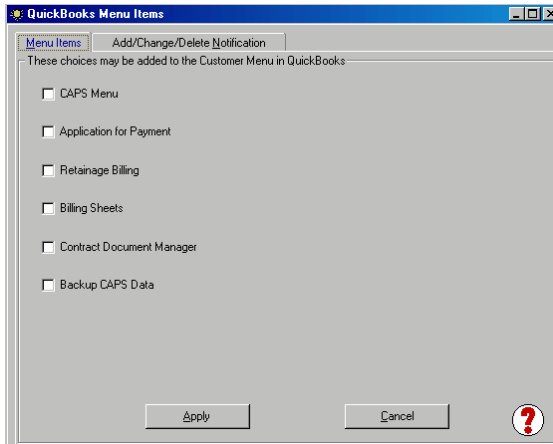 QuickBooks Menu Items
Menu Items Add/Change/Delete Notification
These choices may be added to the Customer Menu in QuickBooks
CAPS Menu
Application for Payment
Retainage Billing
Billing Sheets
Contract Document Manager
Backup CAPS Data
Apply Cancel ?